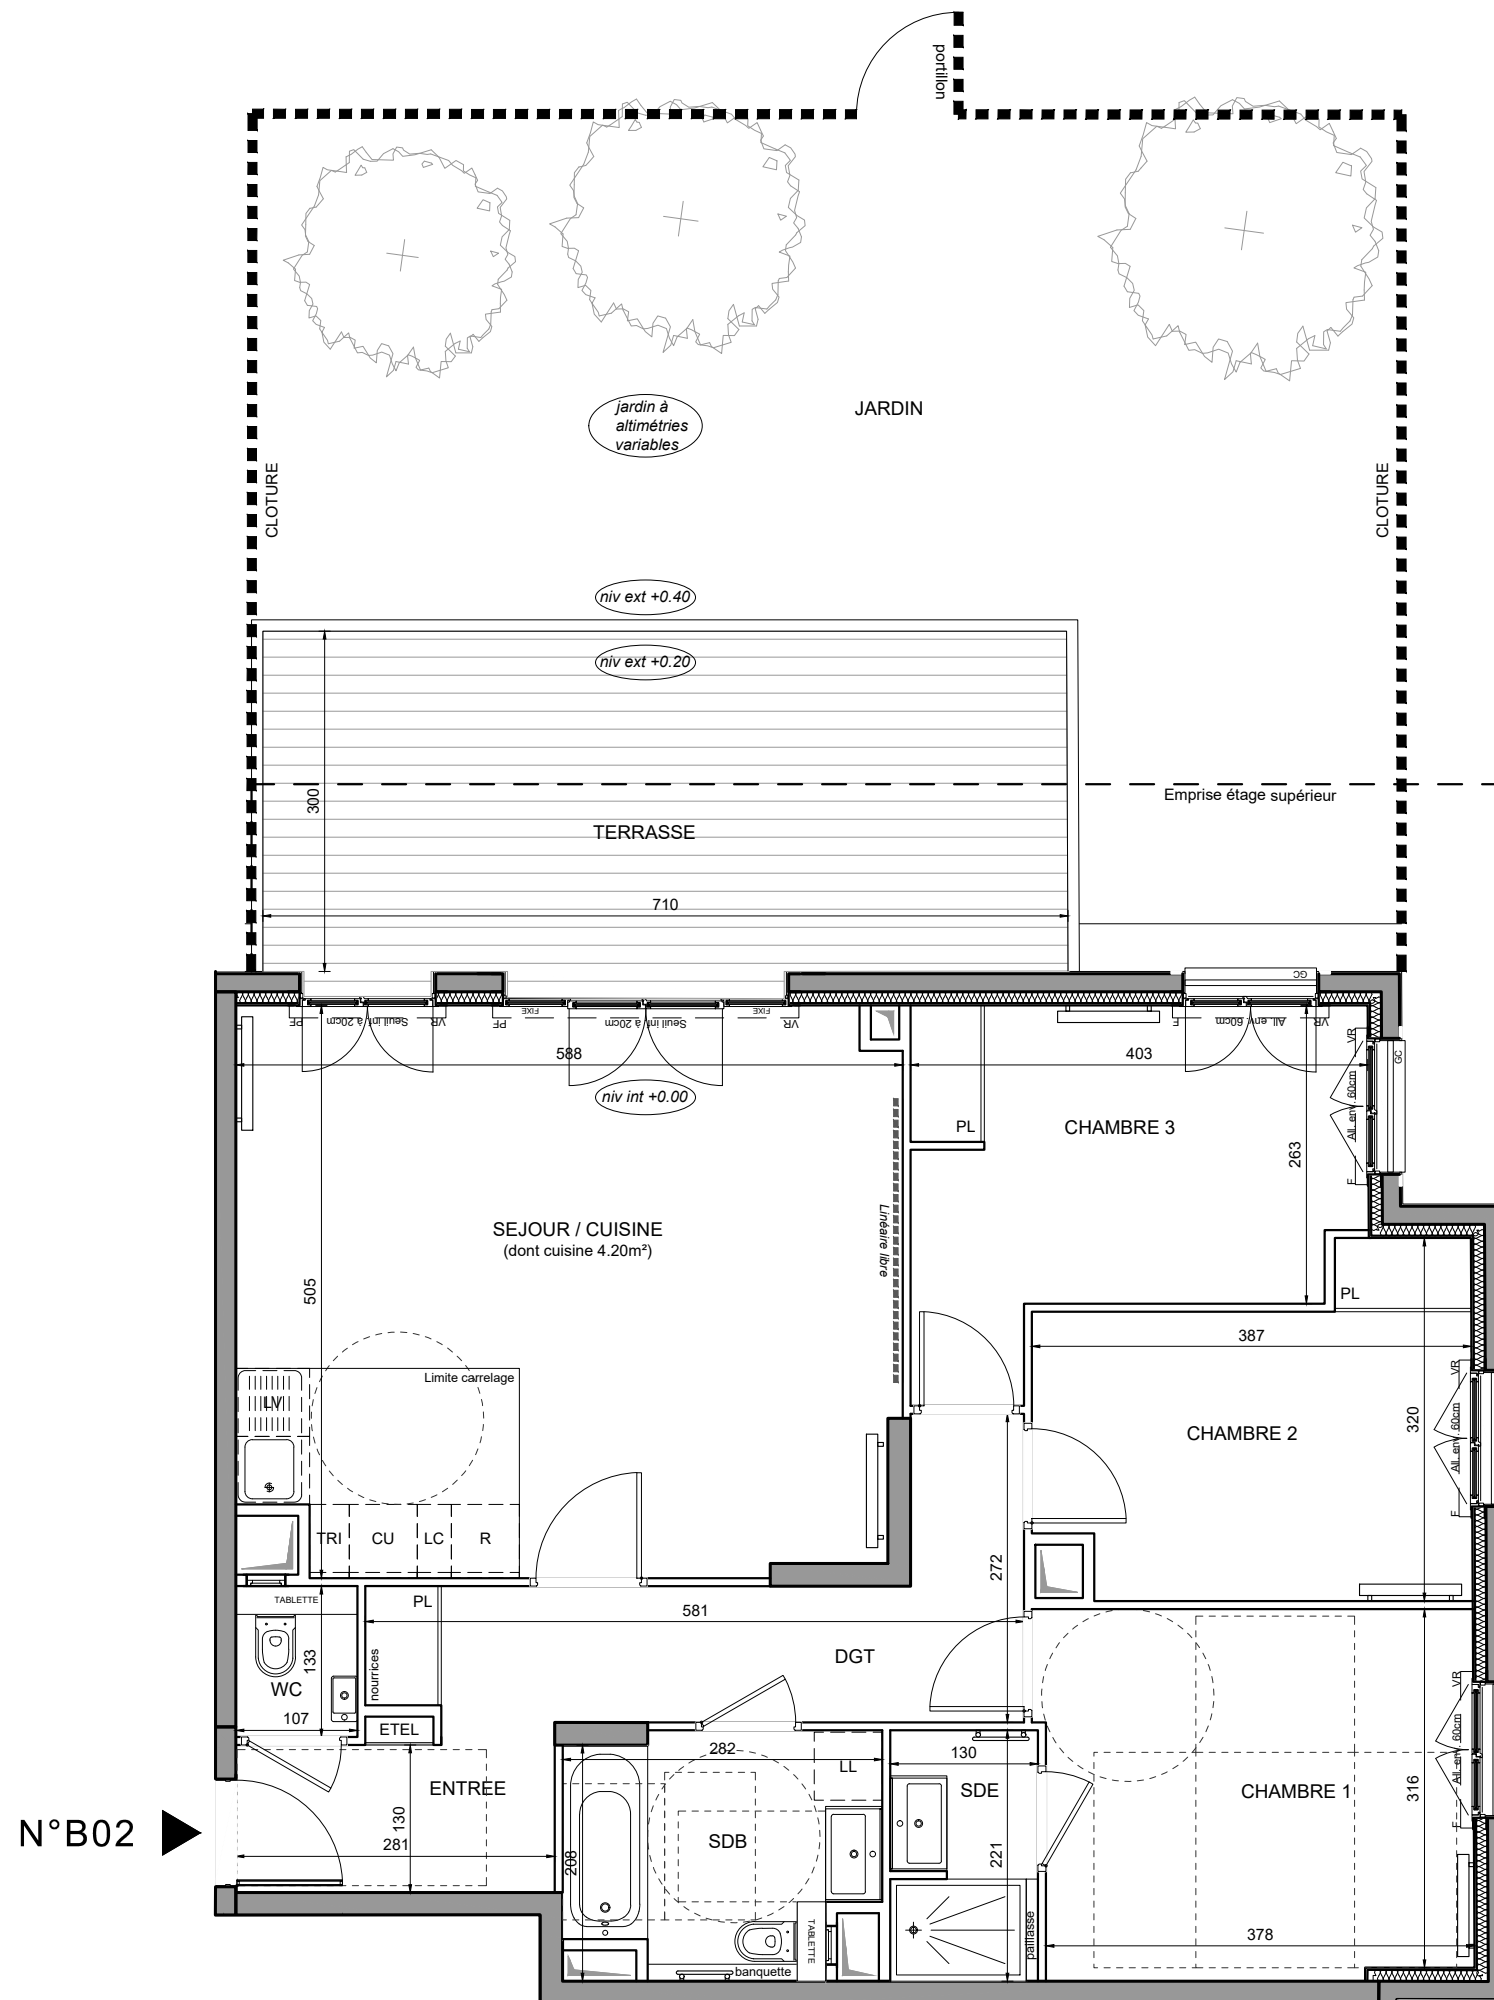 portillon
jardin à
altimétries
variables
JARDIN
CLOTURE
CLOTURE
niv ext +0.40
niv ext +0.20
300
Emprise étage supérieur
TERRASSE
710
GC
PF
Seuil inf. à 20cm
VR
PF
FIXE
Seuil inf. à 20cm
FIXE
VR
F
All. env. 60cm
VR
588
403
niv int +0.00
VR
All. env. 60cm
F
GC
PL
CHAMBRE 3
263
SEJOUR / CUISINE
(dont cuisine 4.20m²)
Linéaire libre
505
PL
387
Limite carrelage
LV
CHAMBRE 2
320
VR
All. env. 60cm
F
TRI
CU
LC
R
272
TABLETTE
PL
581
133
nourrices
DGT
WC
107
ETEL
282
LL
130
SDE
VR
All. env. 60cm
F
ENTREE
CHAMBRE 1
316
N°B02
130
281
SDB
208
221
TABLETTE
paillasse
378
banquette